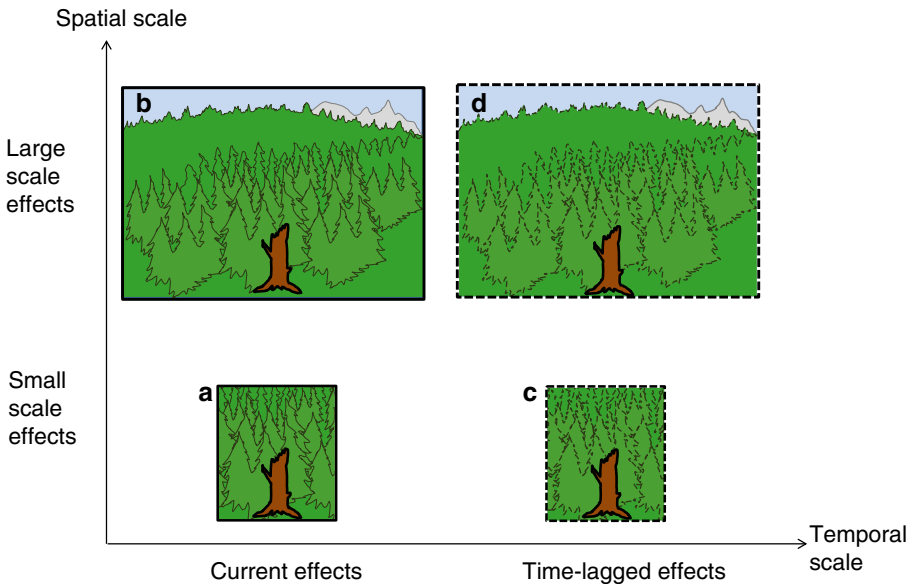 Spatial scale
b
d
Large
scale
effects
Small
scale
effects
a
c
Temporal
scale
Current effects
Time-lagged effects